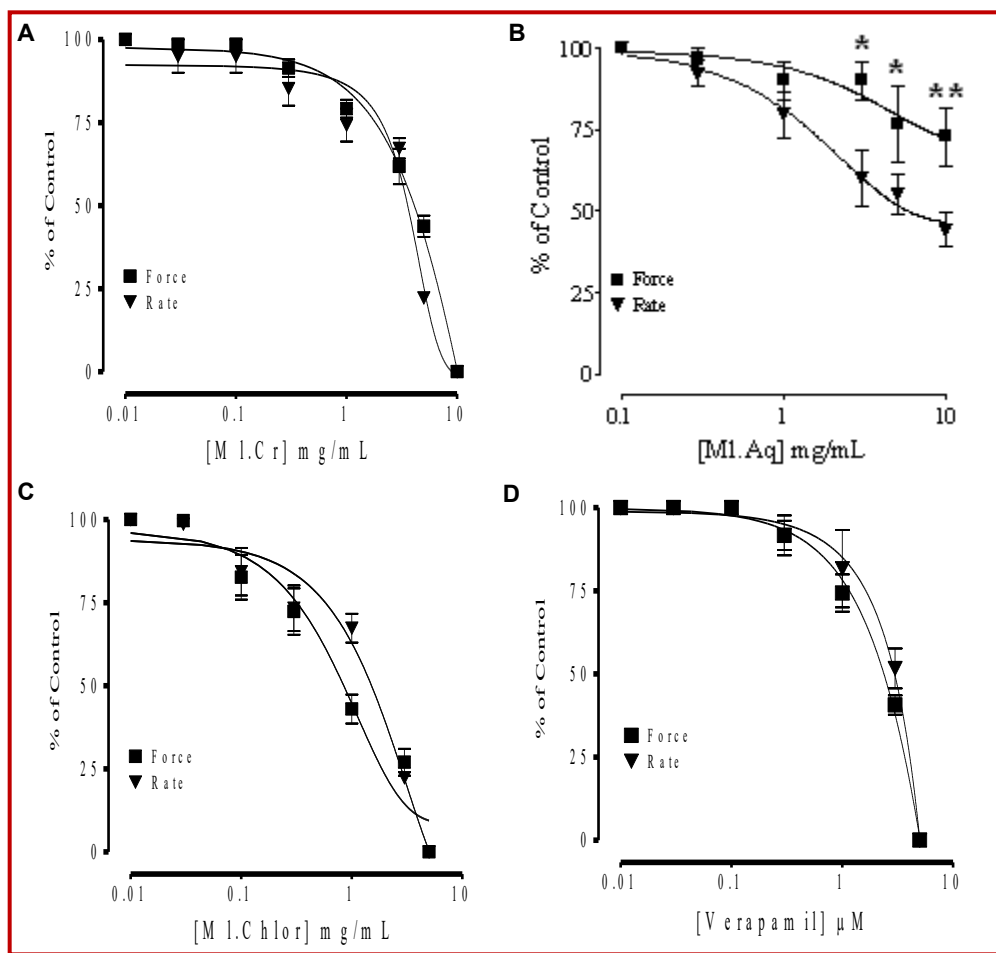 A
% of Control
100
75
50
25
0
Force
Rate
0.01 0.1 1 10
[Ml.Cr] mg/mL
B
% of Control
100
75
50
25
0
* * **
Force
Rate
0.1 1 10
[Ml.Aq] mg/mL
C
% of Control
100
75
50
25
0
Force
Rate
0.01 0.1 1 10
[Ml.Chlor] mg/mL
D
% of Control
100
75
50
25
0
Force
Rate
0.01 0.1 1 10
[Verapamil] µM